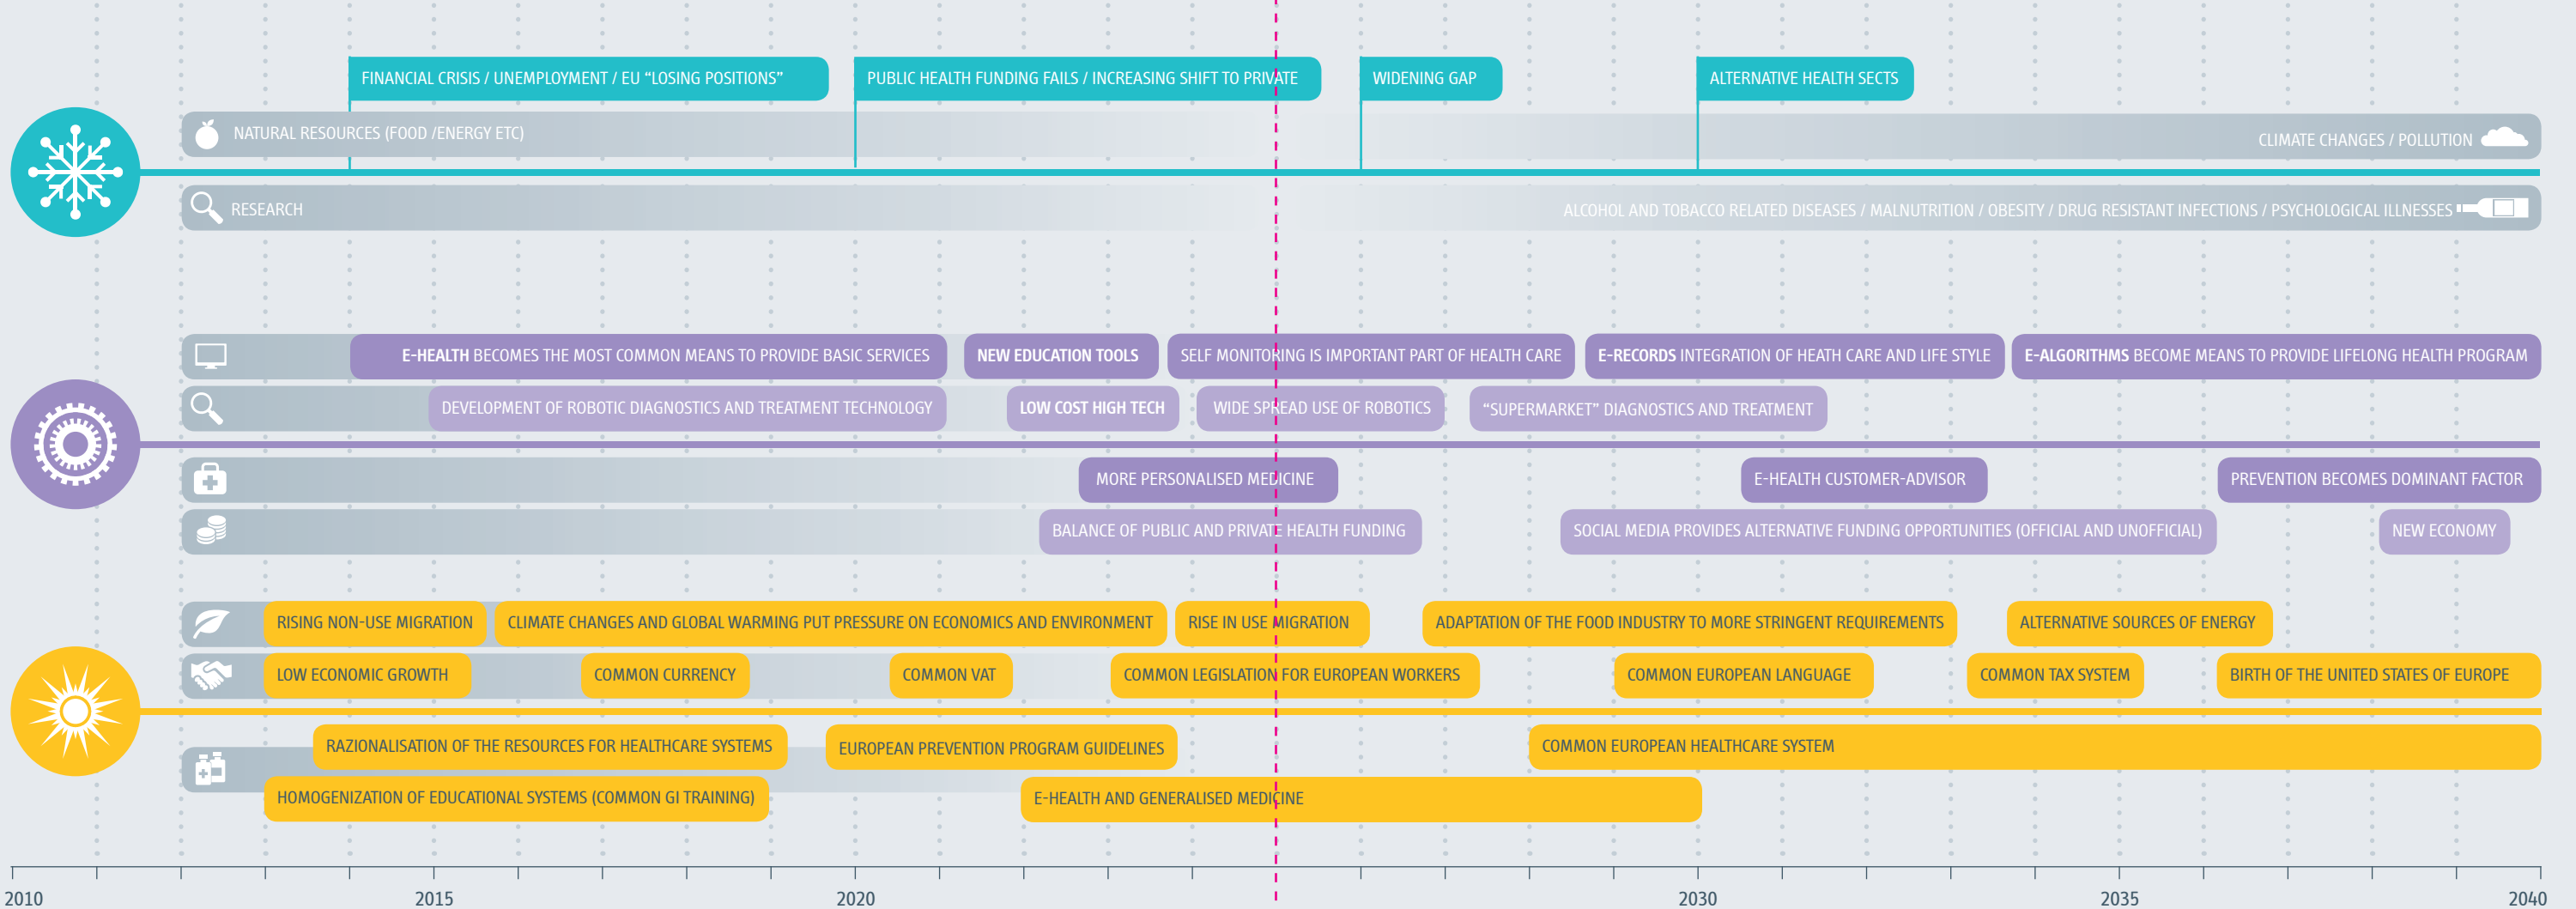 FINANCIAL CRISIS / UNEMPLOYMENT / EU “LOSING POSITIONS”
PUBLIC HEALTH FUNDING FAILS / INCREASING SHIFT TO PRIVATE
WIDENING GAP
ALTERNATIVE HEALTH SECTS
NATURAL RESOURCES (FOOD /ENERGY ETC)
CLIMATE CHANGES / POLLUTION
RESEARCH
ALCOHOL AND TOBACCO RELATED DISEASES / MALNUTRITION / OBESITY / DRUG RESISTANT INFECTIONS / PSYCHOLOGICAL ILLNESSES
E-HEALTH BECOMES THE MOST COMMON MEANS TO PROVIDE BASIC SERVICES
NEW EDUCATION TOOLS
SELF MONITORING IS IMPORTANT PART OF HEALTH CARE
E-RECORDS INTEGRATION OF HEATH CARE AND LIFE STYLE
E-ALGORITHMS BECOME MEANS TO PROVIDE LIFELONG HEALTH PROGRAM
DEVELOPMENT OF ROBOTIC DIAGNOSTICS AND TREATMENT TECHNOLOGY
LOW COST HIGH TECH
WIDE SPREAD USE OF ROBOTICS
“SUPERMARKET” DIAGNOSTICS AND TREATMENT
MORE PERSONALISED MEDICINE
E-HEALTH CUSTOMER-ADVISOR
PREVENTION BECOMES DOMINANT FACTOR
BALANCE OF PUBLIC AND PRIVATE HEALTH FUNDING
SOCIAL MEDIA PROVIDES ALTERNATIVE FUNDING OPPORTUNITIES (OFFICIAL AND UNOFFICIAL)
NEW ECONOMY
RISING NON-USE MIGRATION
CLIMATE CHANGES AND GLOBAL WARMING PUT PRESSURE ON ECONOMICS AND ENVIRONMENT
RISE IN USE MIGRATION
ADAPTATION OF THE FOOD INDUSTRY TO MORE STRINGENT REQUIREMENTS
ALTERNATIVE SOURCES OF ENERGY
LOW ECONOMIC GROWTH
COMMON CURRENCY
COMMON VAT
COMMON LEGISLATION FOR EUROPEAN WORKERS
COMMON EUROPEAN LANGUAGE
COMMON TAX SYSTEM
BIRTH OF THE UNITED STATES OF EUROPE
RAZIONALISATION OF THE RESOURCES FOR HEALTHCARE SYSTEMS
EUROPEAN PREVENTION PROGRAM GUIDELINES
COMMON EUROPEAN HEALTHCARE SYSTEM
HOMOGENIZATION OF EDUCATIONAL SYSTEMS (COMMON GI TRAINING)
E-HEALTH AND GENERALISED MEDICINE
2010
2015
2020
2030
2035
2040